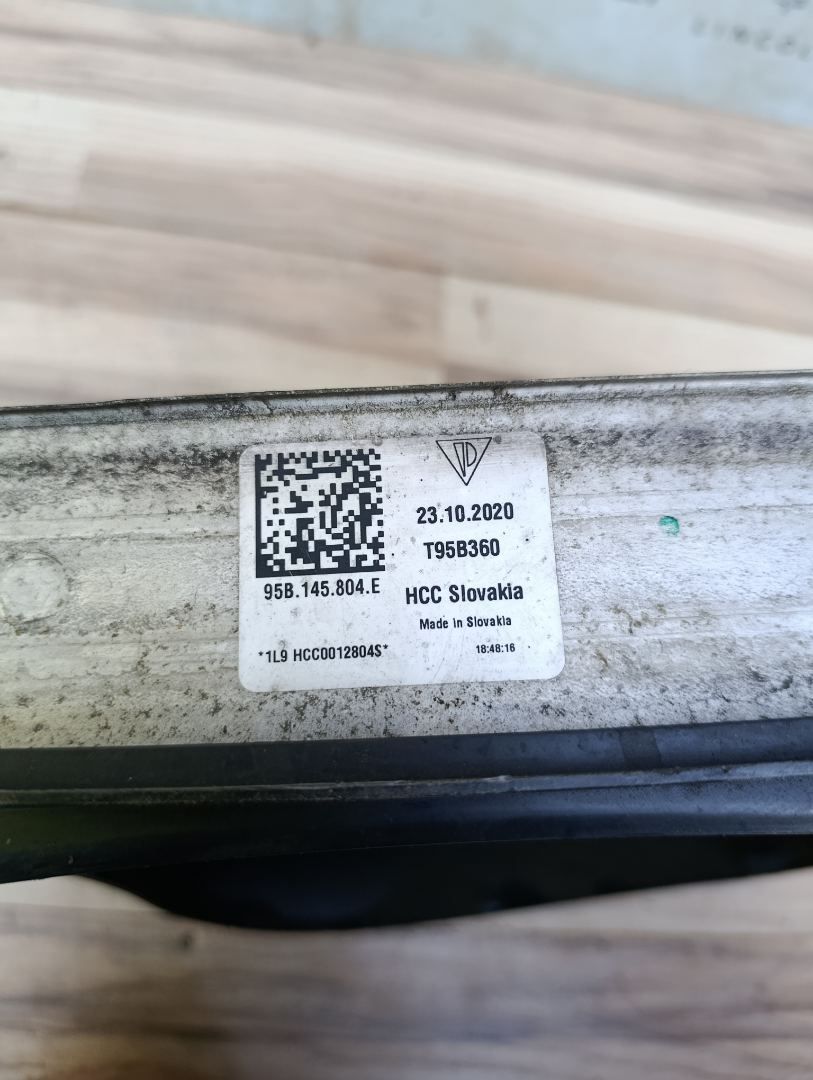 23.10.2020
T95B360
95B.145.804.E
HCC Slovakia
Made in Slovakia
*1L9 HCC0012804S*
18:48:16